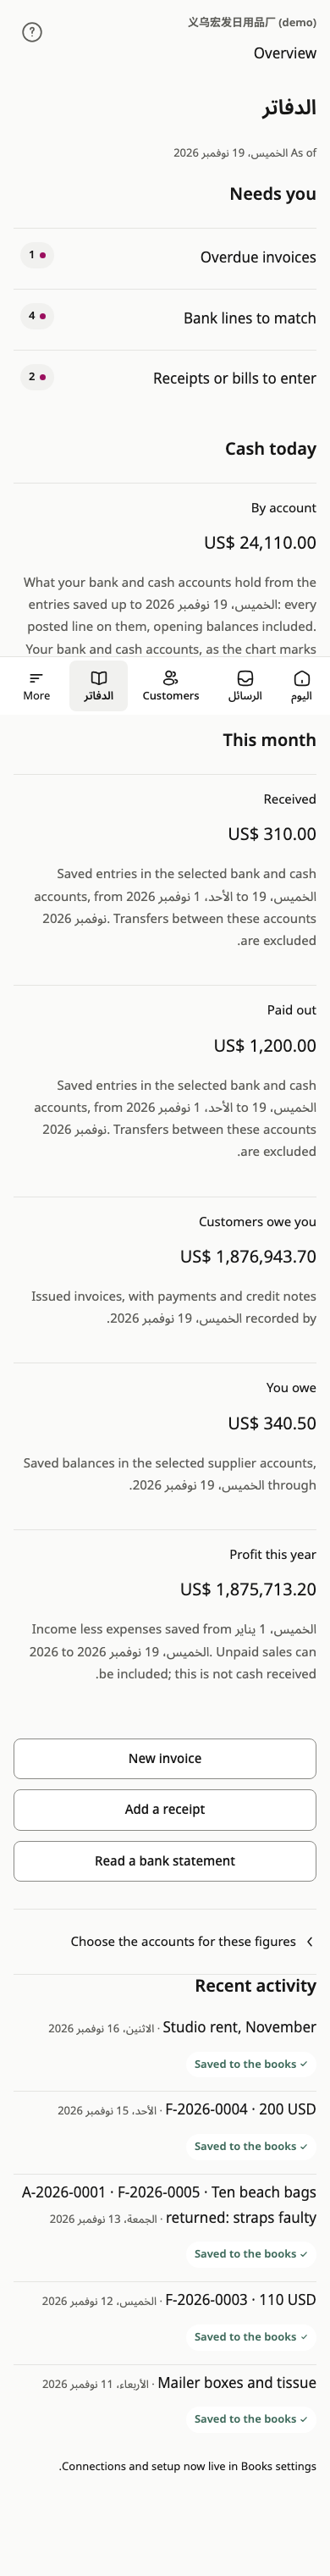 义乌宏发日用品厂 (demo)
Overview
الدفاتر
As of الخميس، 19 نوفمبر 2026
Needs you
Overdue invoices
1
Bank lines to match
4
Receipts or bills to enter
2
Cash today
By account
US$ 24,110.00
What your bank and cash accounts hold from the
entries saved up to الخميس، 19 نوفمبر 2026: every
posted line on them, opening balances included.
Your bank and cash accounts, as the chart marks
اليوم
الرسائل
Customers
الدفاتر
More
This month
Received
US$ 310.00
Saved entries in the selected bank and cash
accounts, from الأحد، 1 نوفمبر 2026 to الخميس، 19
نوفمبر 2026. Transfers between these accounts
are excluded.
Paid out
US$ 1,200.00
Saved entries in the selected bank and cash
accounts, from الأحد، 1 نوفمبر 2026 to الخميس، 19
نوفمبر 2026. Transfers between these accounts
are excluded.
Customers owe you
US$ 1,876,943.70
Issued invoices, with payments and credit notes
recorded by الخميس، 19 نوفمبر 2026.
You owe
US$ 340.50
Saved balances in the selected supplier accounts,
through الخميس، 19 نوفمبر 2026.
Profit this year
US$ 1,875,713.20
Income less expenses saved from الخميس، 1 يناير
2026 to الخميس، 19 نوفمبر 2026. Unpaid sales can
be included; this is not cash received.
New invoice
Add a receipt
Read a bank statement
Choose the accounts for these figures
Recent activity
Studio rent, November · الاثنين، 16 نوفمبر 2026
Saved to the books
F-2026-0004 · 200 USD · الأحد، 15 نوفمبر 2026
Saved to the books
A-2026-0001 · F-2026-0005 · Ten beach bags
returned: straps faulty · الجمعة، 13 نوفمبر 2026
Saved to the books
F-2026-0003 · 110 USD · الخميس، 12 نوفمبر 2026
Saved to the books
Mailer boxes and tissue · الأربعاء، 11 نوفمبر 2026
Saved to the books
Connections and setup now live in Books settings.